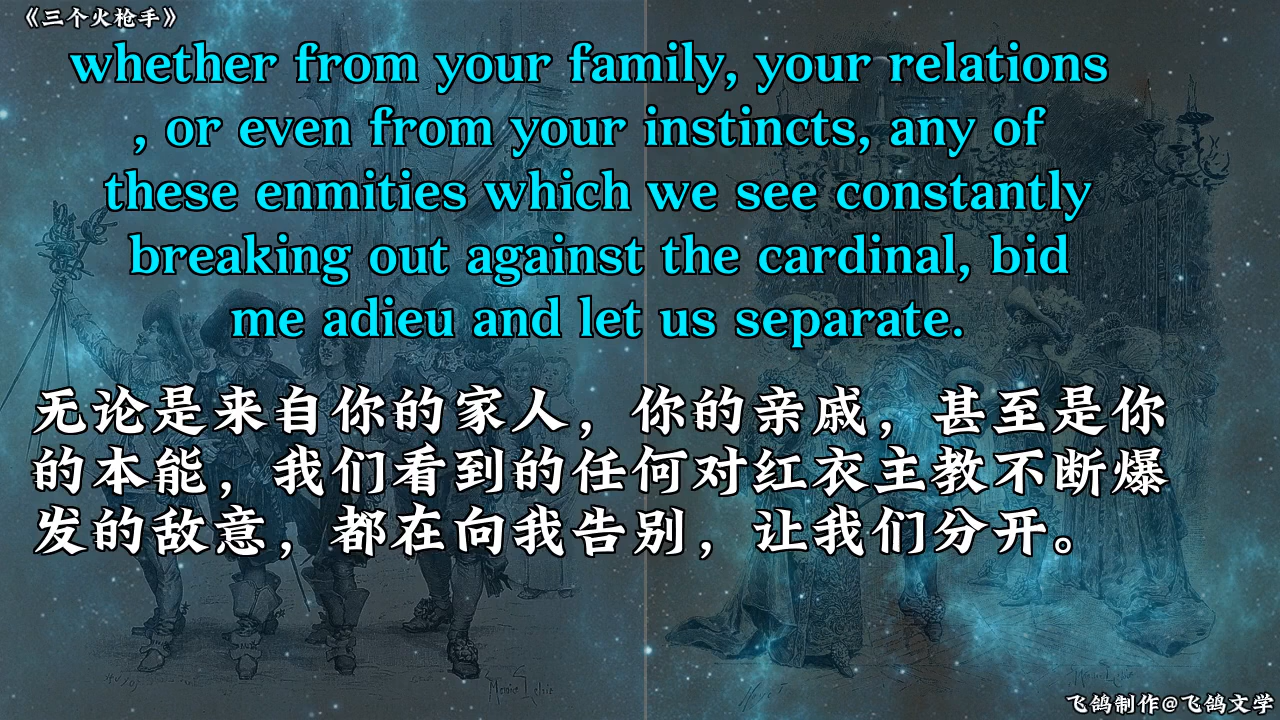 《三个火枪手》
whether from your family, your relations
, or even from your instincts, any of
these enmities which we see constantly
breaking out against the cardinal, bid
me adieu and let us separate.
无论是来自你的家人，你的亲戚，甚至是你
的本能，我们看到的任何对红衣主教不断爆
发的敌意，都在向我告别，让我们分开。
飞鸽制作@飞鸽文学